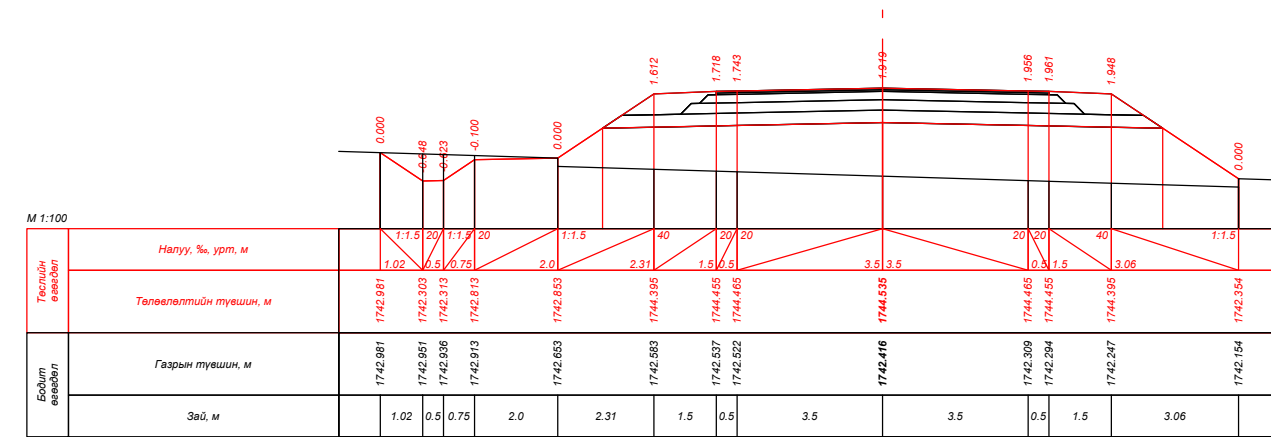 0.000 -0.648 -0.623 -0.100 0.000 1.612 1.718 1.743 1.919 1.956 1.961 1.948 0.000
М 1:100
Төслийн өгөгдөл
Налуу, ‰, урт, м
1:1.5 20 1:1.5 20 1:1.5 40 20 20 20 20 40 1:1.5
1.02 0.5 0.75 2.0 2.31 1.5 0.5 3.5 3.5 0.5 1.5 3.06
Төлөвлөлтийн түвшин, м
1742.981 1742.303 1742.313 1742.813 1742.853 1744.395 1744.455 1744.465 1744.535 1744.465 1744.455 1744.395 1742.354
Бодит өгөгдөл
Газрын түвшин, м
1742.981 1742.951 1742.936 1742.913 1742.653 1742.583 1742.537 1742.522 1742.416 1742.309 1742.294 1742.247 1742.154
Зай, м
1.02 0.5 0.75 2.0 2.31 1.5 0.5 3.5 3.5 0.5 1.5 3.06